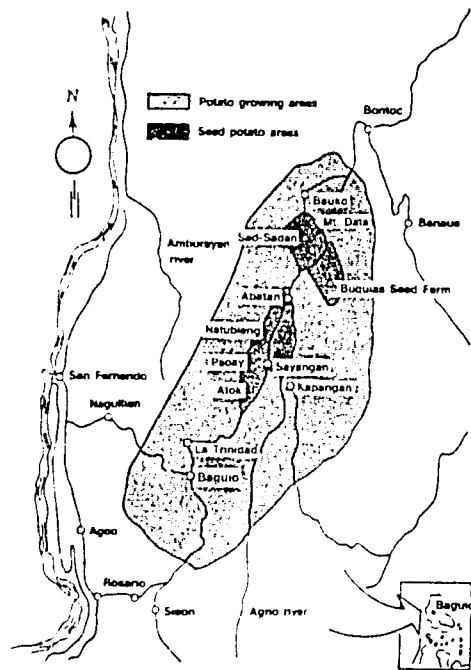 N
Potato growing areas
Seed potato areas
Bontoc
Bauko
Mt. Data
Banaue
Amburayan
river
Sad-Sadan
Abatan
Buguias Seed Farm
Natubleng
Sayangan
Paoay
San Fernando
Kapangan
Atok
Naguilian
La Trinidad
Baguio
Agoo
Rosario
Sison
Agno river
Baguio